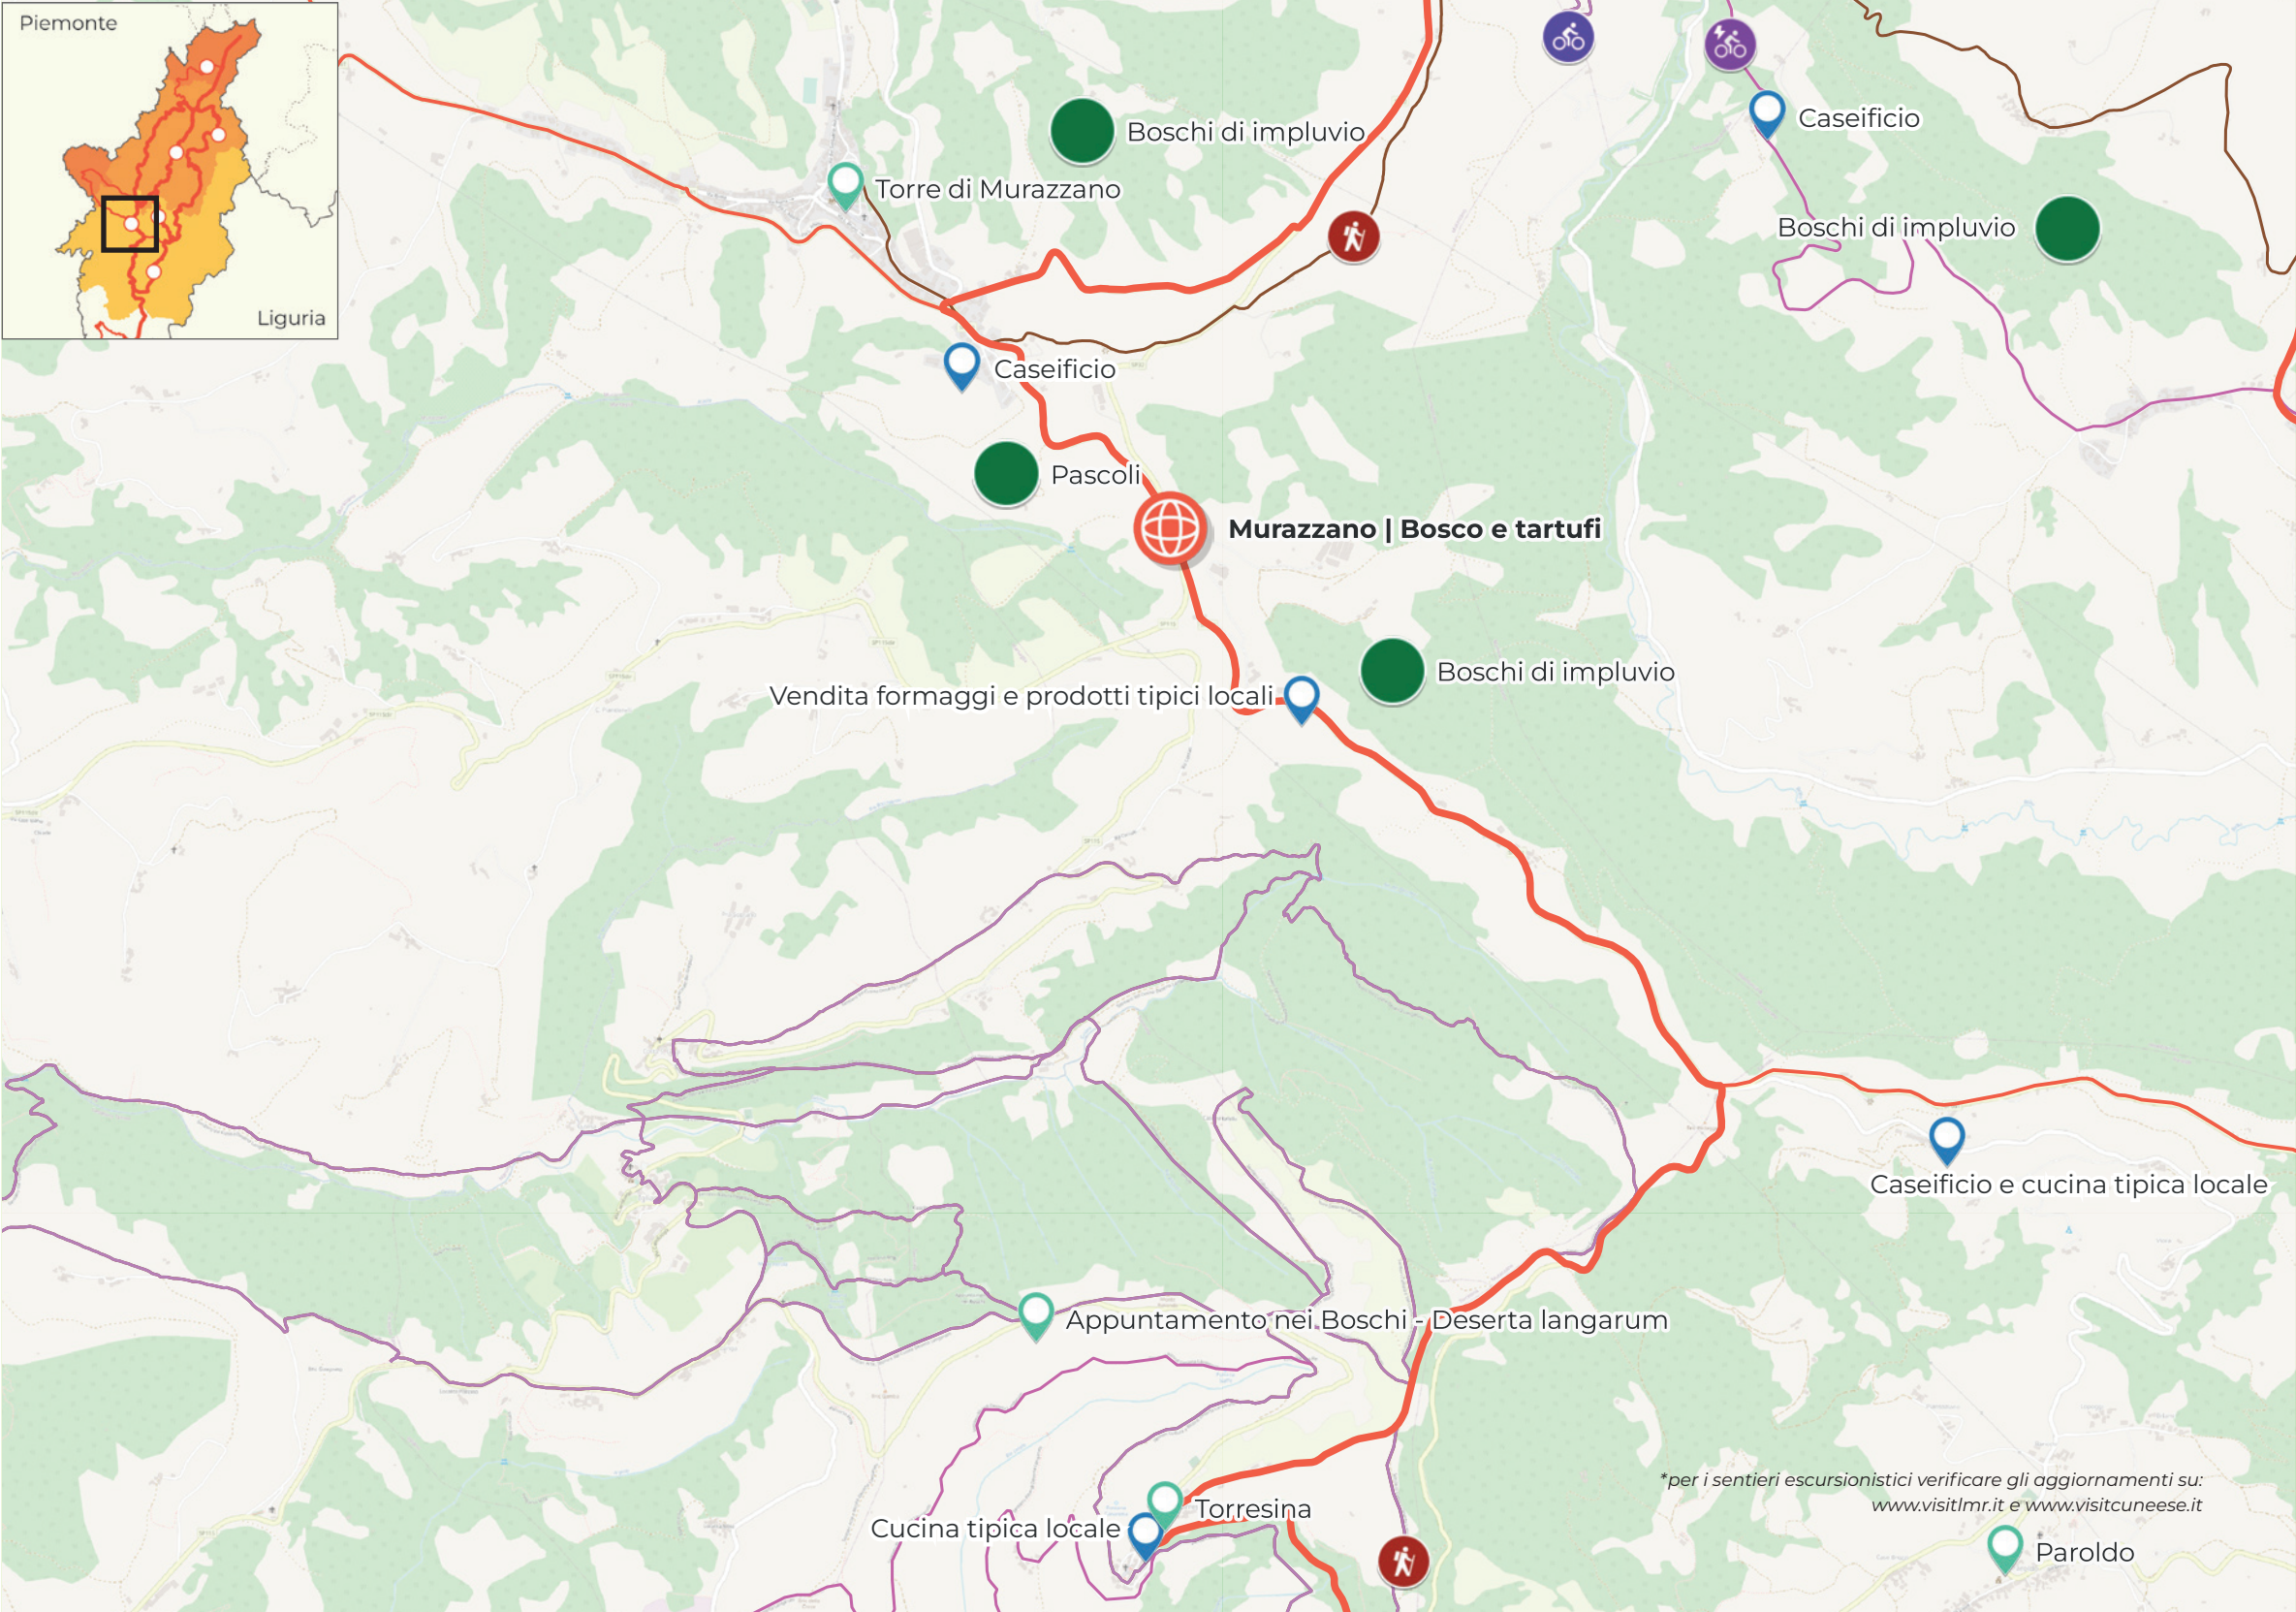 Piemonte
Liguria
Boschi di impluvio
Caseificio
Torre di Murazzano
Boschi di impluvio
Caseificio
Pascoli
Murazzano | Bosco e tartufi
Boschi di impluvio
Vendita formaggi e prodotti tipici locali
Caseificio e cucina tipica locale
Appuntamento nei Boschi - Deserta langarum
*per i sentieri escursionistici verificare gli aggiornamenti su:
www.visitlmr.it e www.visitcuneese.it
Torresina
Cucina tipica locale
Paroldo